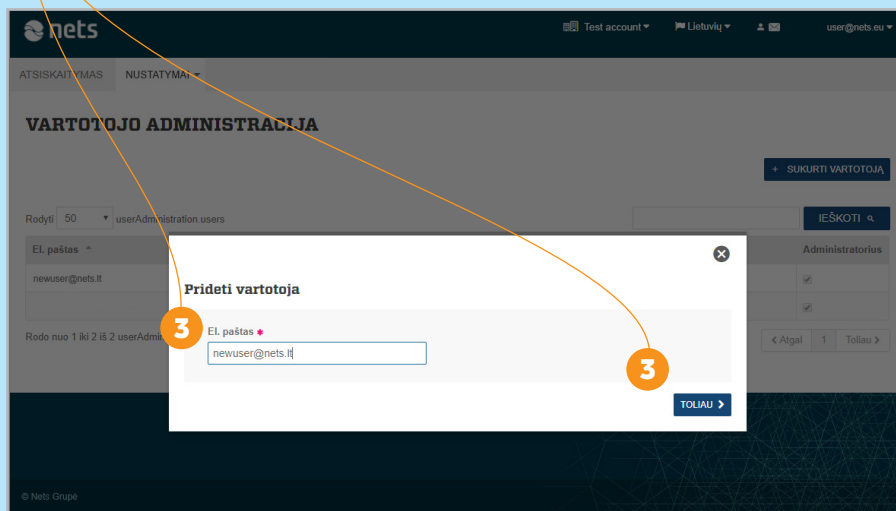 nets
Test account
Lietuvių
user@nets.eu
ATSISKAITYMAS NUSTATYMAI
VARTOTOJO ADMINISTRACIJA
+ SUKURTI VARTOTOJĄ
Rodyti 50 userAdministration.users
IEŠKOTI
El. paštas
Administratorius
newuser@nets.lt
Pridėti vartotoja
3
El. paštas *
newuser@nets.lt
3
Rodo nuo 1 iki 2 iš 2 userAdmin
Atgal 1 Toliau
TOLIAU
© Nets Grupė